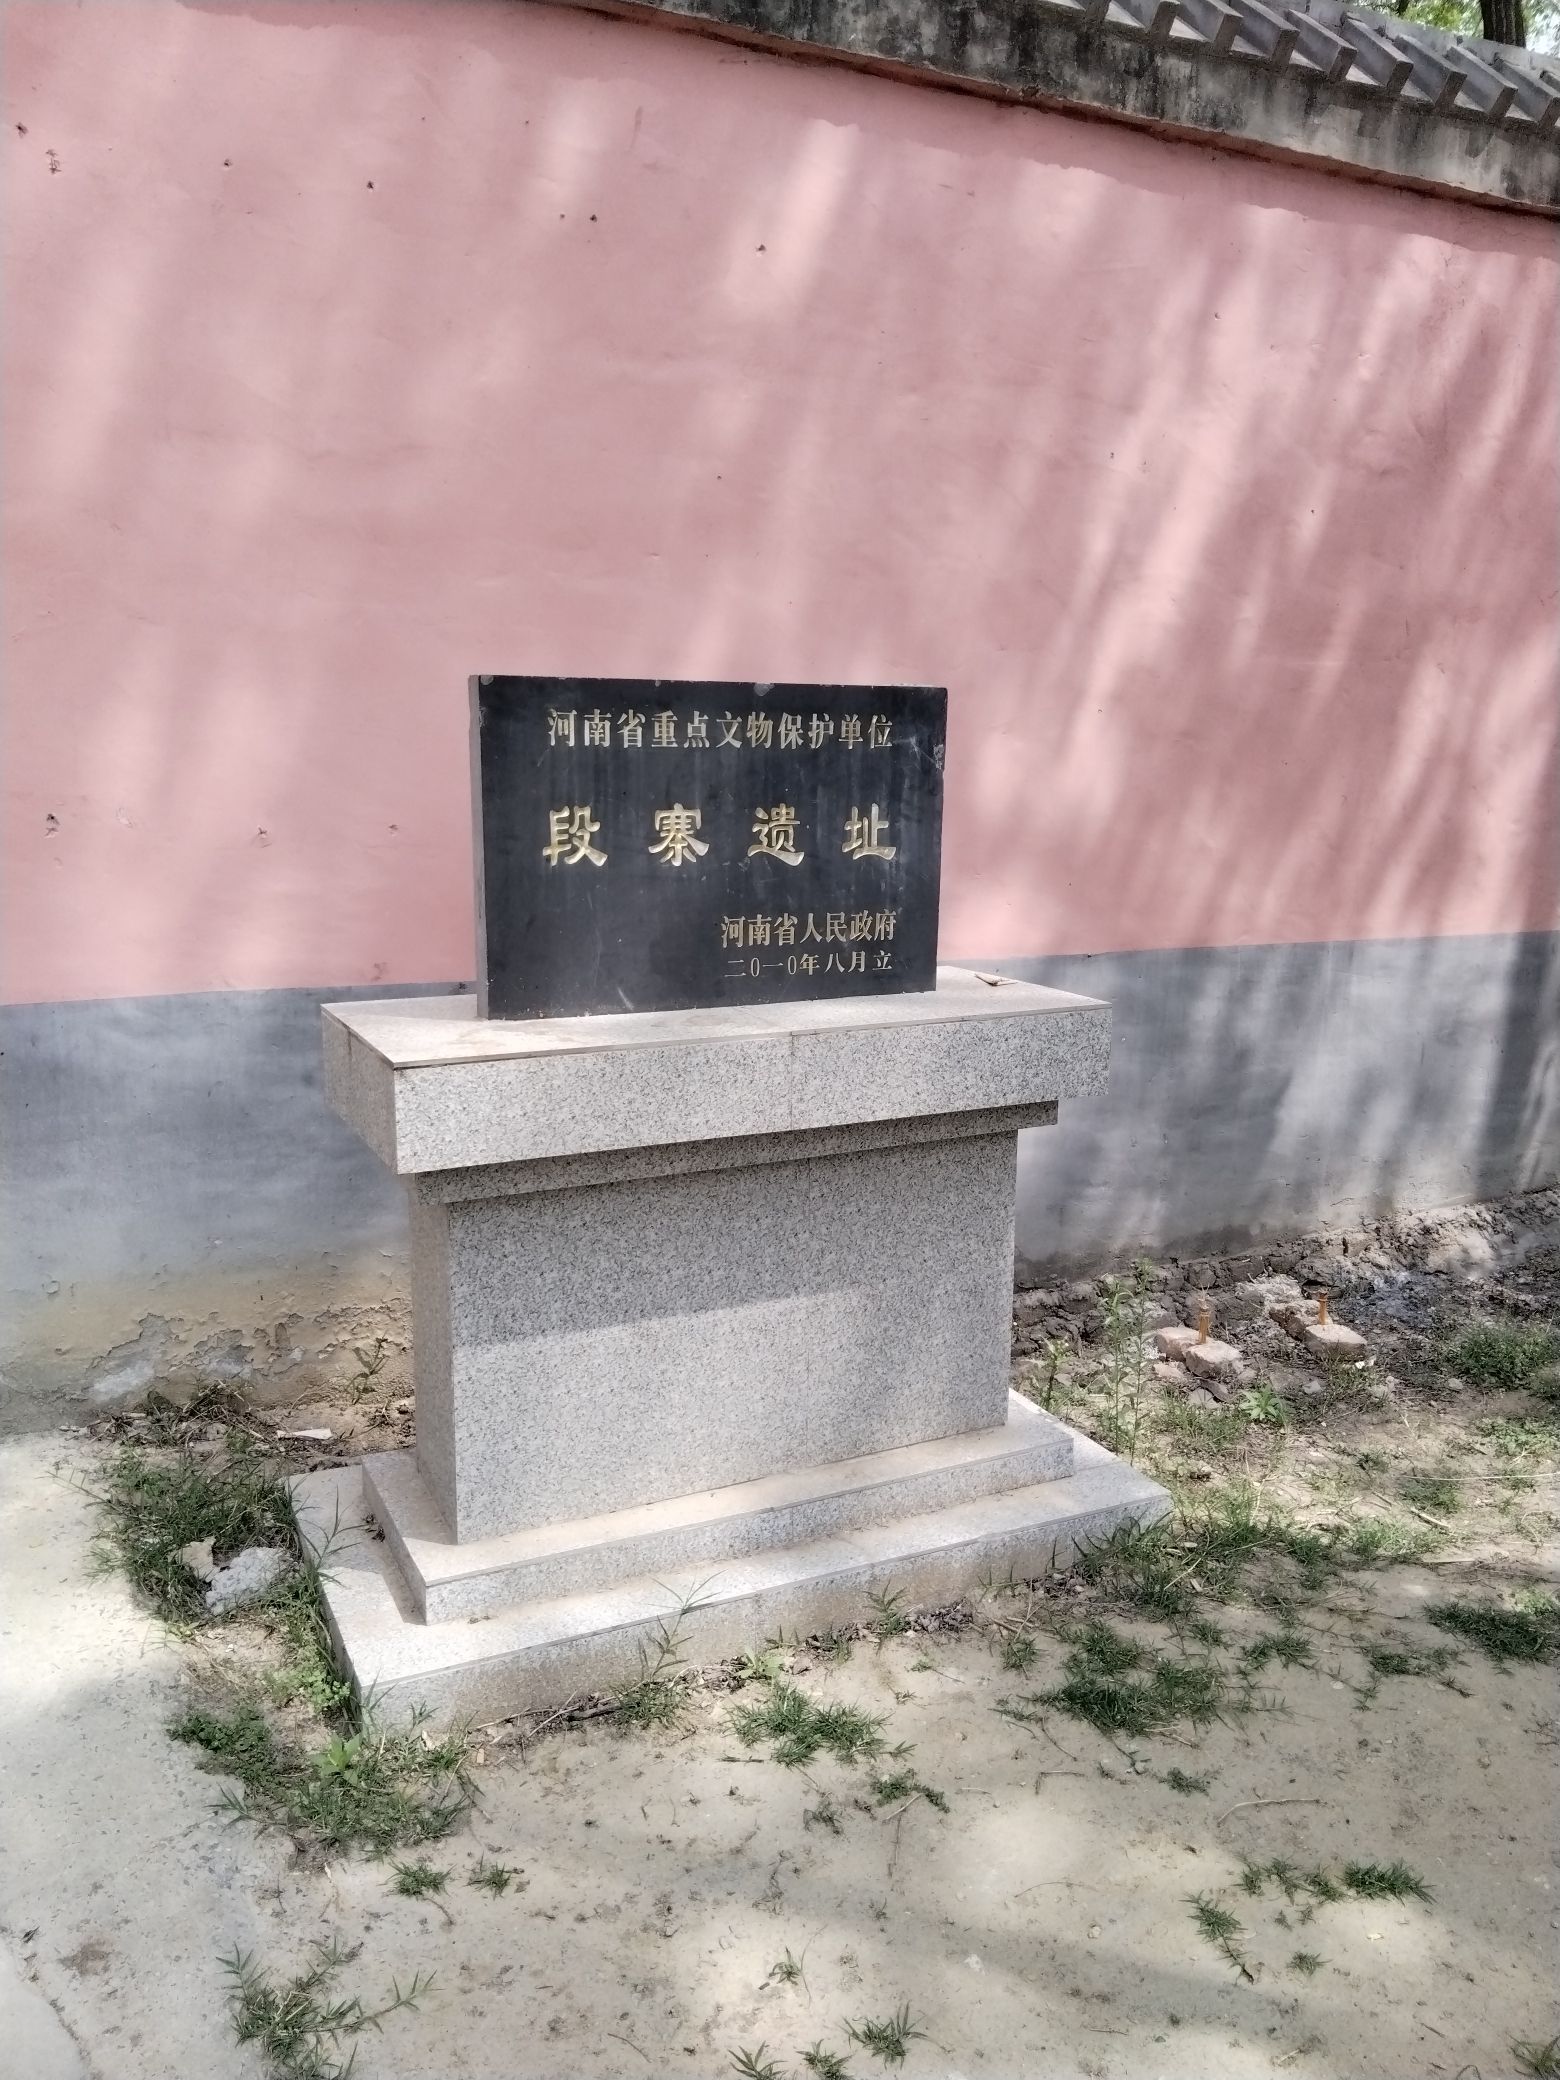 河南省重点文物保护单位
段寨遗址
河南省人民政府
二0一0年八月立